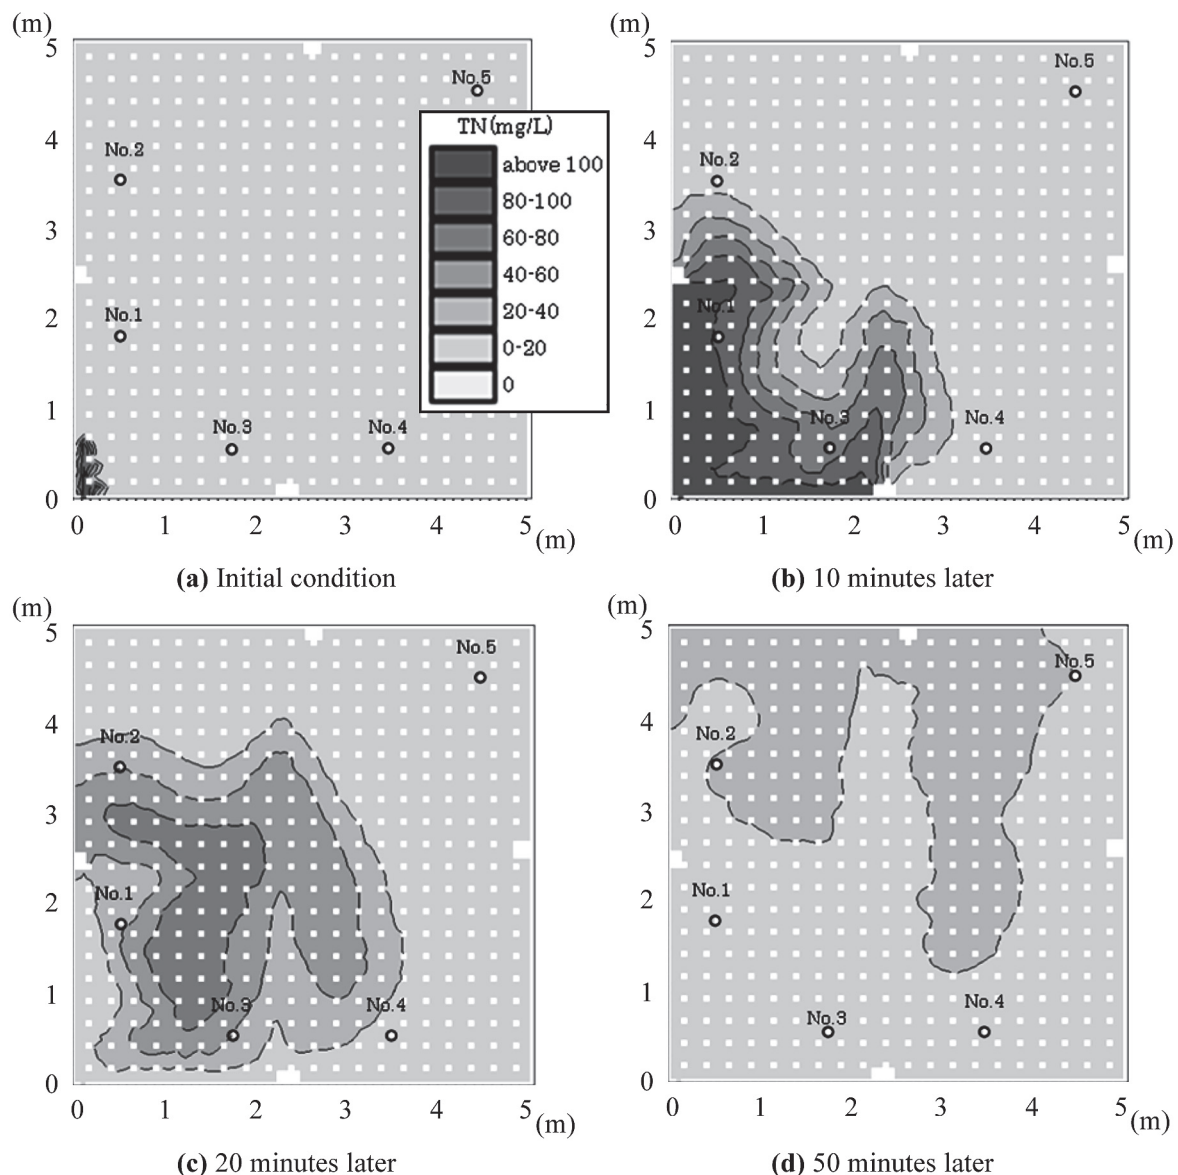 (m)
5
4
3
2
1
0
0 1 2 3 4 5
(m)
No.5
No.2
No.1
No.3
No.4
TN(mg/L)
above 100
80-100
60-80
40-60
20-40
0-20
0
(a) Initial condition
(m)
5
4
3
2
1
0
0 1 2 3 4 5
(m)
No.5
No.2
No.1
No.3
No.4
(b) 10 minutes later
(m)
5
4
3
2
1
0
0 1 2 3 4 5
(m)
No.5
No.2
No.1
No.3
No.4
(c) 20 minutes later
(m)
5
4
3
2
1
0
0 1 2 3 4 5
(m)
No.5
No.2
No.1
No.3
No.4
(d) 50 minutes later